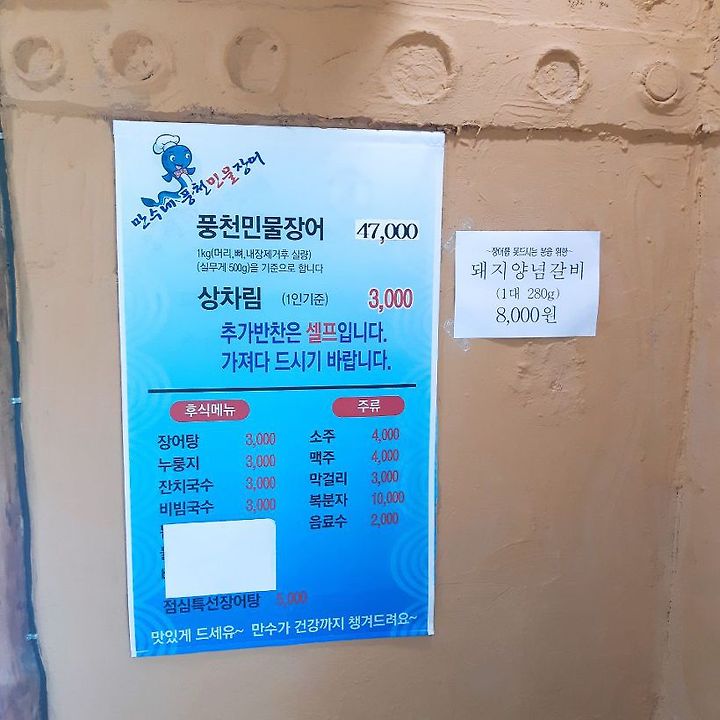 만수네 풍천민물장어
풍천민물장어 47,000
1kg(머리,뼈,내장제거후 실량)
(실무게 500g)을 기준으로 합니다
상차림 (1인기준) 3,000
추가반찬은 셀프입니다.
가져다 드시기 바랍니다.
후식메뉴
장어탕 3,000
누룽지 3,000
잔치국수 3,000
비빔국수 3,000
점심특선장어탕 5,000
주류
소주 4,000
맥주 4,000
막걸리 3,000
복분자 10,000
음료수 2,000
맛있게 드세유~ 만수가 건강까지 챙겨드려요~
~장어를 못드시는 분을 위한~
돼지양념갈비
(1대 280g)
8,000원